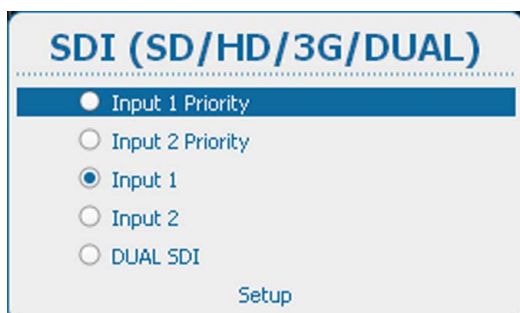 SDI (SD/HD/3G/DUAL)
Input 1 Priority
Input 2 Priority
Input 1
Input 2
DUAL SDI
Setup